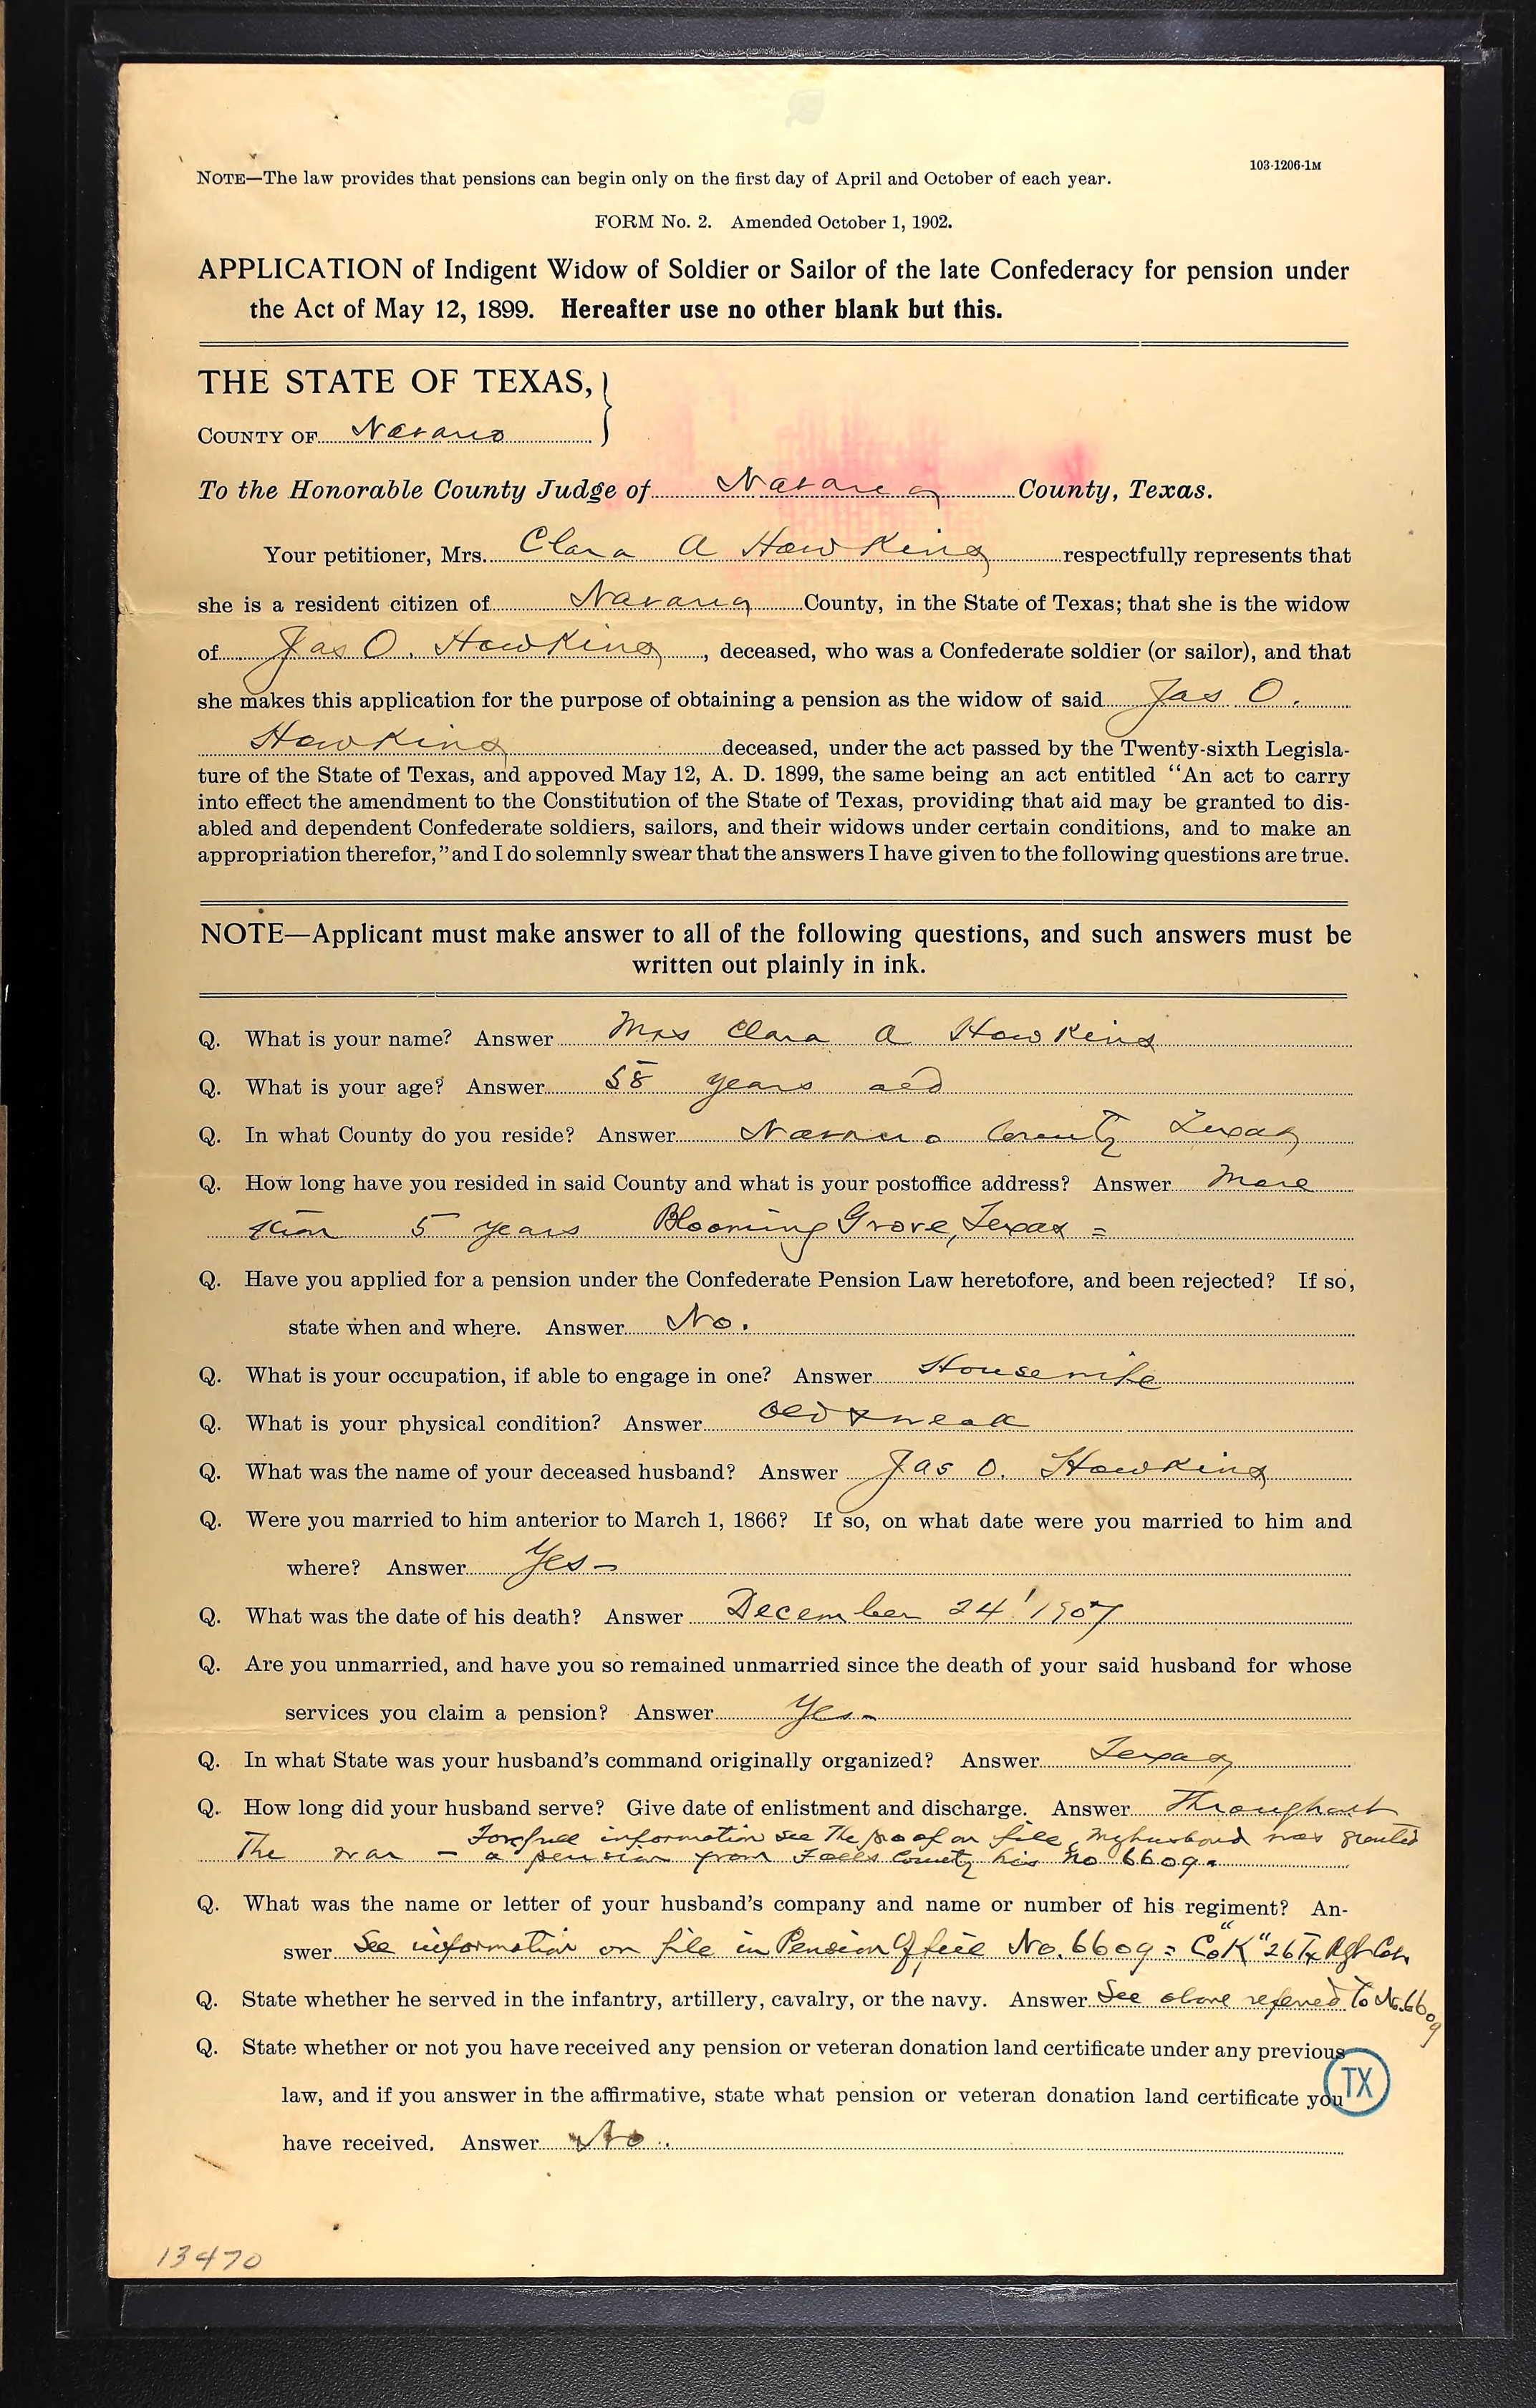 103-1206-1M
NOTE—The law provides that pensions can begin only on the first day of April and October of each year.
FORM No. 2. Amended October 1, 1902.
APPLICATION of Indigent Widow of Soldier or Sailor of the late Confederacy for pension under
the Act of May 12, 1899. Hereafter use no other blank but this.
THE STATE OF TEXAS,
COUNTY OF Navarro
To the Honorable County Judge of Navarro County, Texas.
Your petitioner, Mrs. Clara A Hawkins respectfully represents that
she is a resident citizen of Navarro County, in the State of Texas; that she is the widow
of Jas O. Hawkins, deceased, who was a Confederate soldier (or sailor), and that
she makes this application for the purpose of obtaining a pension as the widow of said Jas O.
Hawkins deceased, under the act passed by the Twenty-sixth Legisla-
ture of the State of Texas, and appoved May 12, A. D. 1899, the same being an act entitled "An act to carry
into effect the amendment to the Constitution of the State of Texas, providing that aid may be granted to dis-
abled and dependent Confederate soldiers, sailors, and their widows under certain conditions, and to make an
appropriation therefor," and I do solemnly swear that the answers I have given to the following questions are true.
NOTE—Applicant must make answer to all of the following questions, and such answers must be
written out plainly in ink.
Q. What is your name? Answer Mrs Clara A Hawkins
Q. What is your age? Answer 58 years old
Q. In what County do you reside? Answer Navarro County Texas
Q. How long have you resided in said County and what is your postoffice address? Answer More
than 5 years Blooming Grove, Texas =
Q. Have you applied for a pension under the Confederate Pension Law heretofore, and been rejected? If so,
state when and where. Answer No.
Q. What is your occupation, if able to engage in one? Answer Housewife
Q. What is your physical condition? Answer Old & weak
Q. What was the name of your deceased husband? Answer Jas O. Hawkins
Q. Were you married to him anterior to March 1, 1866? If so, on what date were you married to him and
where? Answer Yes –
Q. What was the date of his death? Answer December 24' 1907
Q. Are you unmarried, and have you so remained unmarried since the death of your said husband for whose
services you claim a pension? Answer Yes –
Q. In what State was your husband's command originally organized? Answer Texas
Q. How long did your husband serve? Give date of enlistment and discharge. Answer Throughout
For full information see the proof on file, my husband was granted
The war – a pension from Falls County his No 6609.
Q. What was the name or letter of your husband's company and name or number of his regiment? An-
swer See information on file in Pension Office No. 6609 = Co "K" 26 Tx Rgt Cav
Q. State whether he served in the infantry, artillery, cavalry, or the navy. Answer See above referred to No. 6609
Q. State whether or not you have received any pension or veteran donation land certificate under any previous
law, and if you answer in the affirmative, state what pension or veteran donation land certificate you
TX
have received. Answer No.
13470